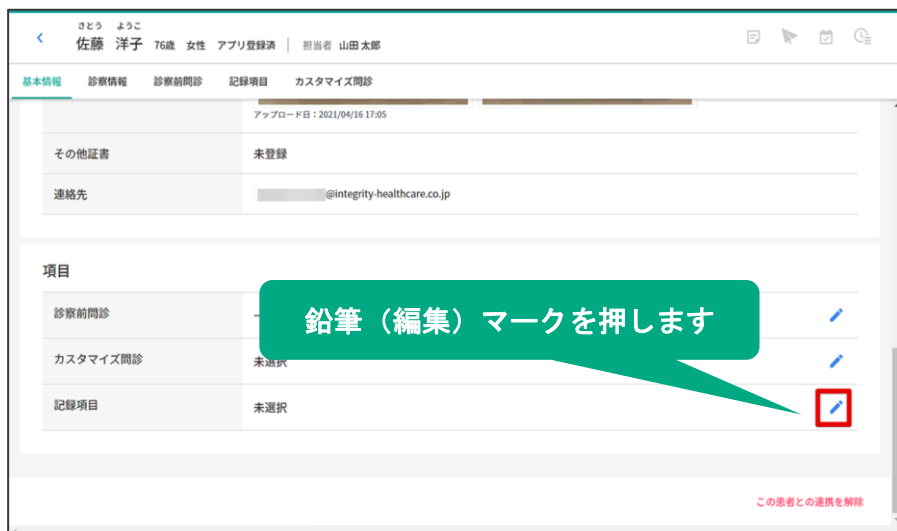 さとう ようこ
佐藤 洋子 76歳 女性 アプリ登録済 担当者 山田 太郎
基本情報 診察情報 診察前問診 記録項目 カスタマイズ問診
アップロード日：2021/04/16 17:05
その他証書 未登録
連絡先 @integrity-healthcare.co.jp
項目
診察前問診
鉛筆（編集）マークを押します
カスタマイズ問診 未選択
記録項目 未選択
この患者との連携を解除